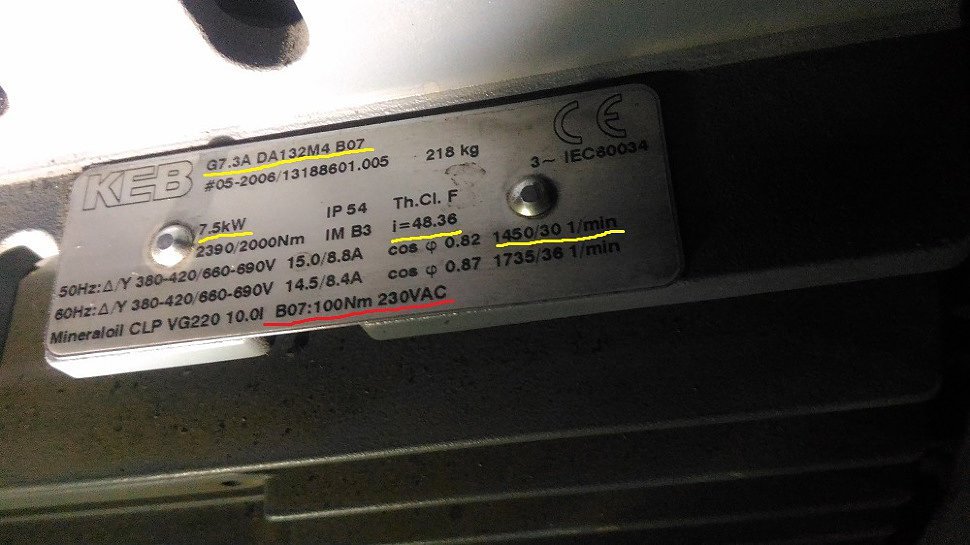 KEB
G7.3A DA132M4 B07
#05-2006/13188601.005 218 kg 3~ IEC60034
CE
7.5kW IP 54 Th.Cl. F
2390/2000Nm IM B3 i=48.36
50Hz:Δ/Y 380-420/660-690V 15.0/8.8A cos φ 0.82 1450/30 1/min
60Hz:Δ/Y 380-420/660-690V 14.5/8.4A cos φ 0.87 1735/36 1/min
Mineraloil CLP VG220 10.0l B07:100Nm 230VAC